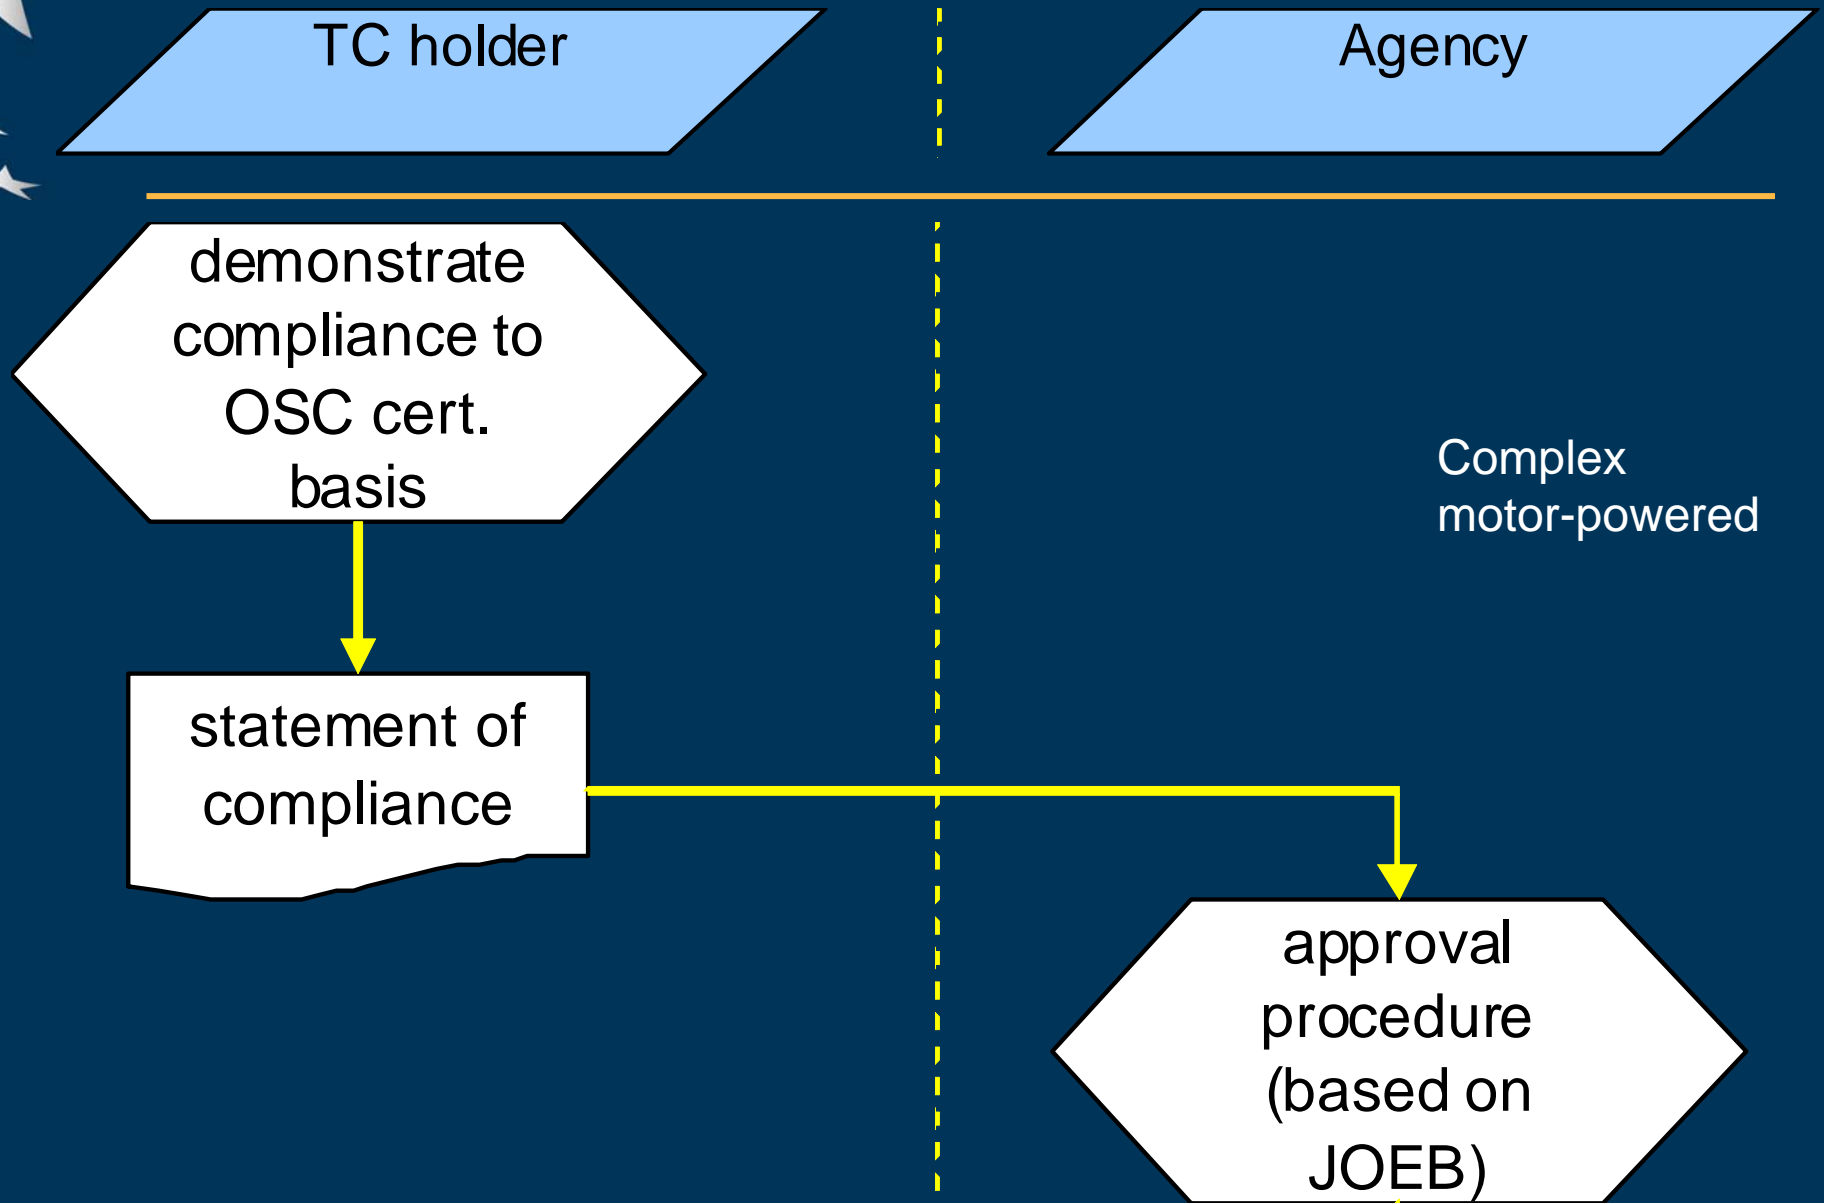 TC holder
Agency
demonstrate
compliance to
OSC cert.
basis
Complex
motor-powered
statement of
compliance
approval
procedure
(based on
JOEB)